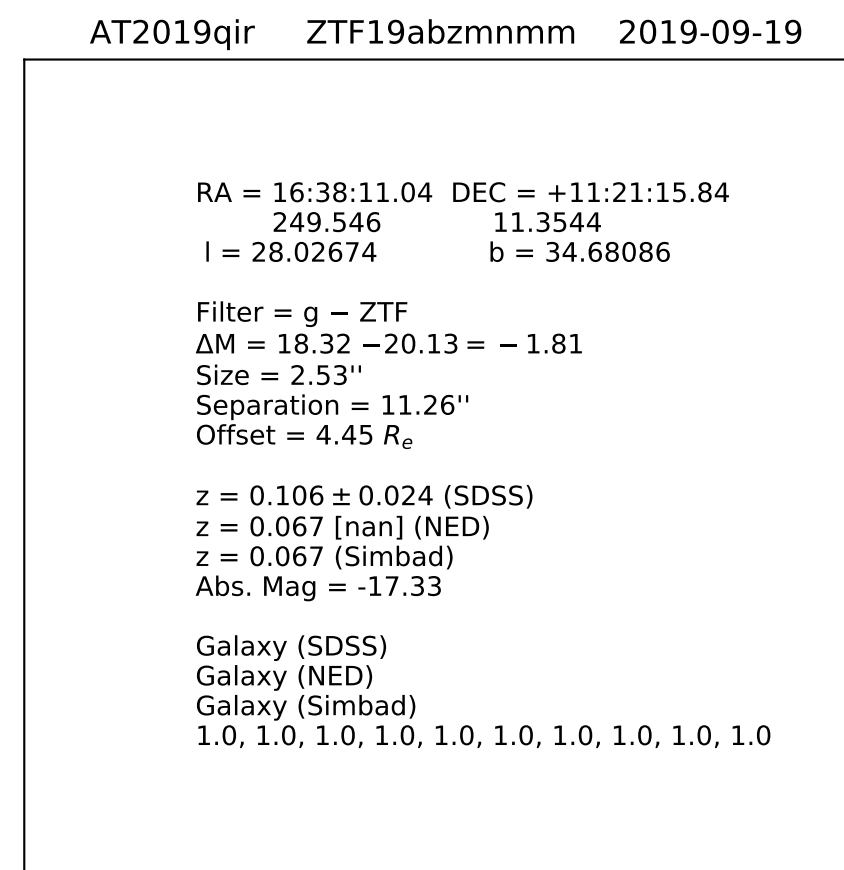 AT2019qir ZTF19abzmnmm 2019-09-19
RA = 16:38:11.04 DEC = +11:21:15.84
249.546 11.3544
l = 28.02674 b = 34.68086
Filter = g − ZTF
ΔM = 18.32 −20.13 = − 1.81
Size = 2.53''
Separation = 11.26''
Offset = 4.45 Re
z = 0.106 ± 0.024 (SDSS)
z = 0.067 [nan] (NED)
z = 0.067 (Simbad)
Abs. Mag = -17.33
Galaxy (SDSS)
Galaxy (NED)
Galaxy (Simbad)
1.0, 1.0, 1.0, 1.0, 1.0, 1.0, 1.0, 1.0, 1.0, 1.0